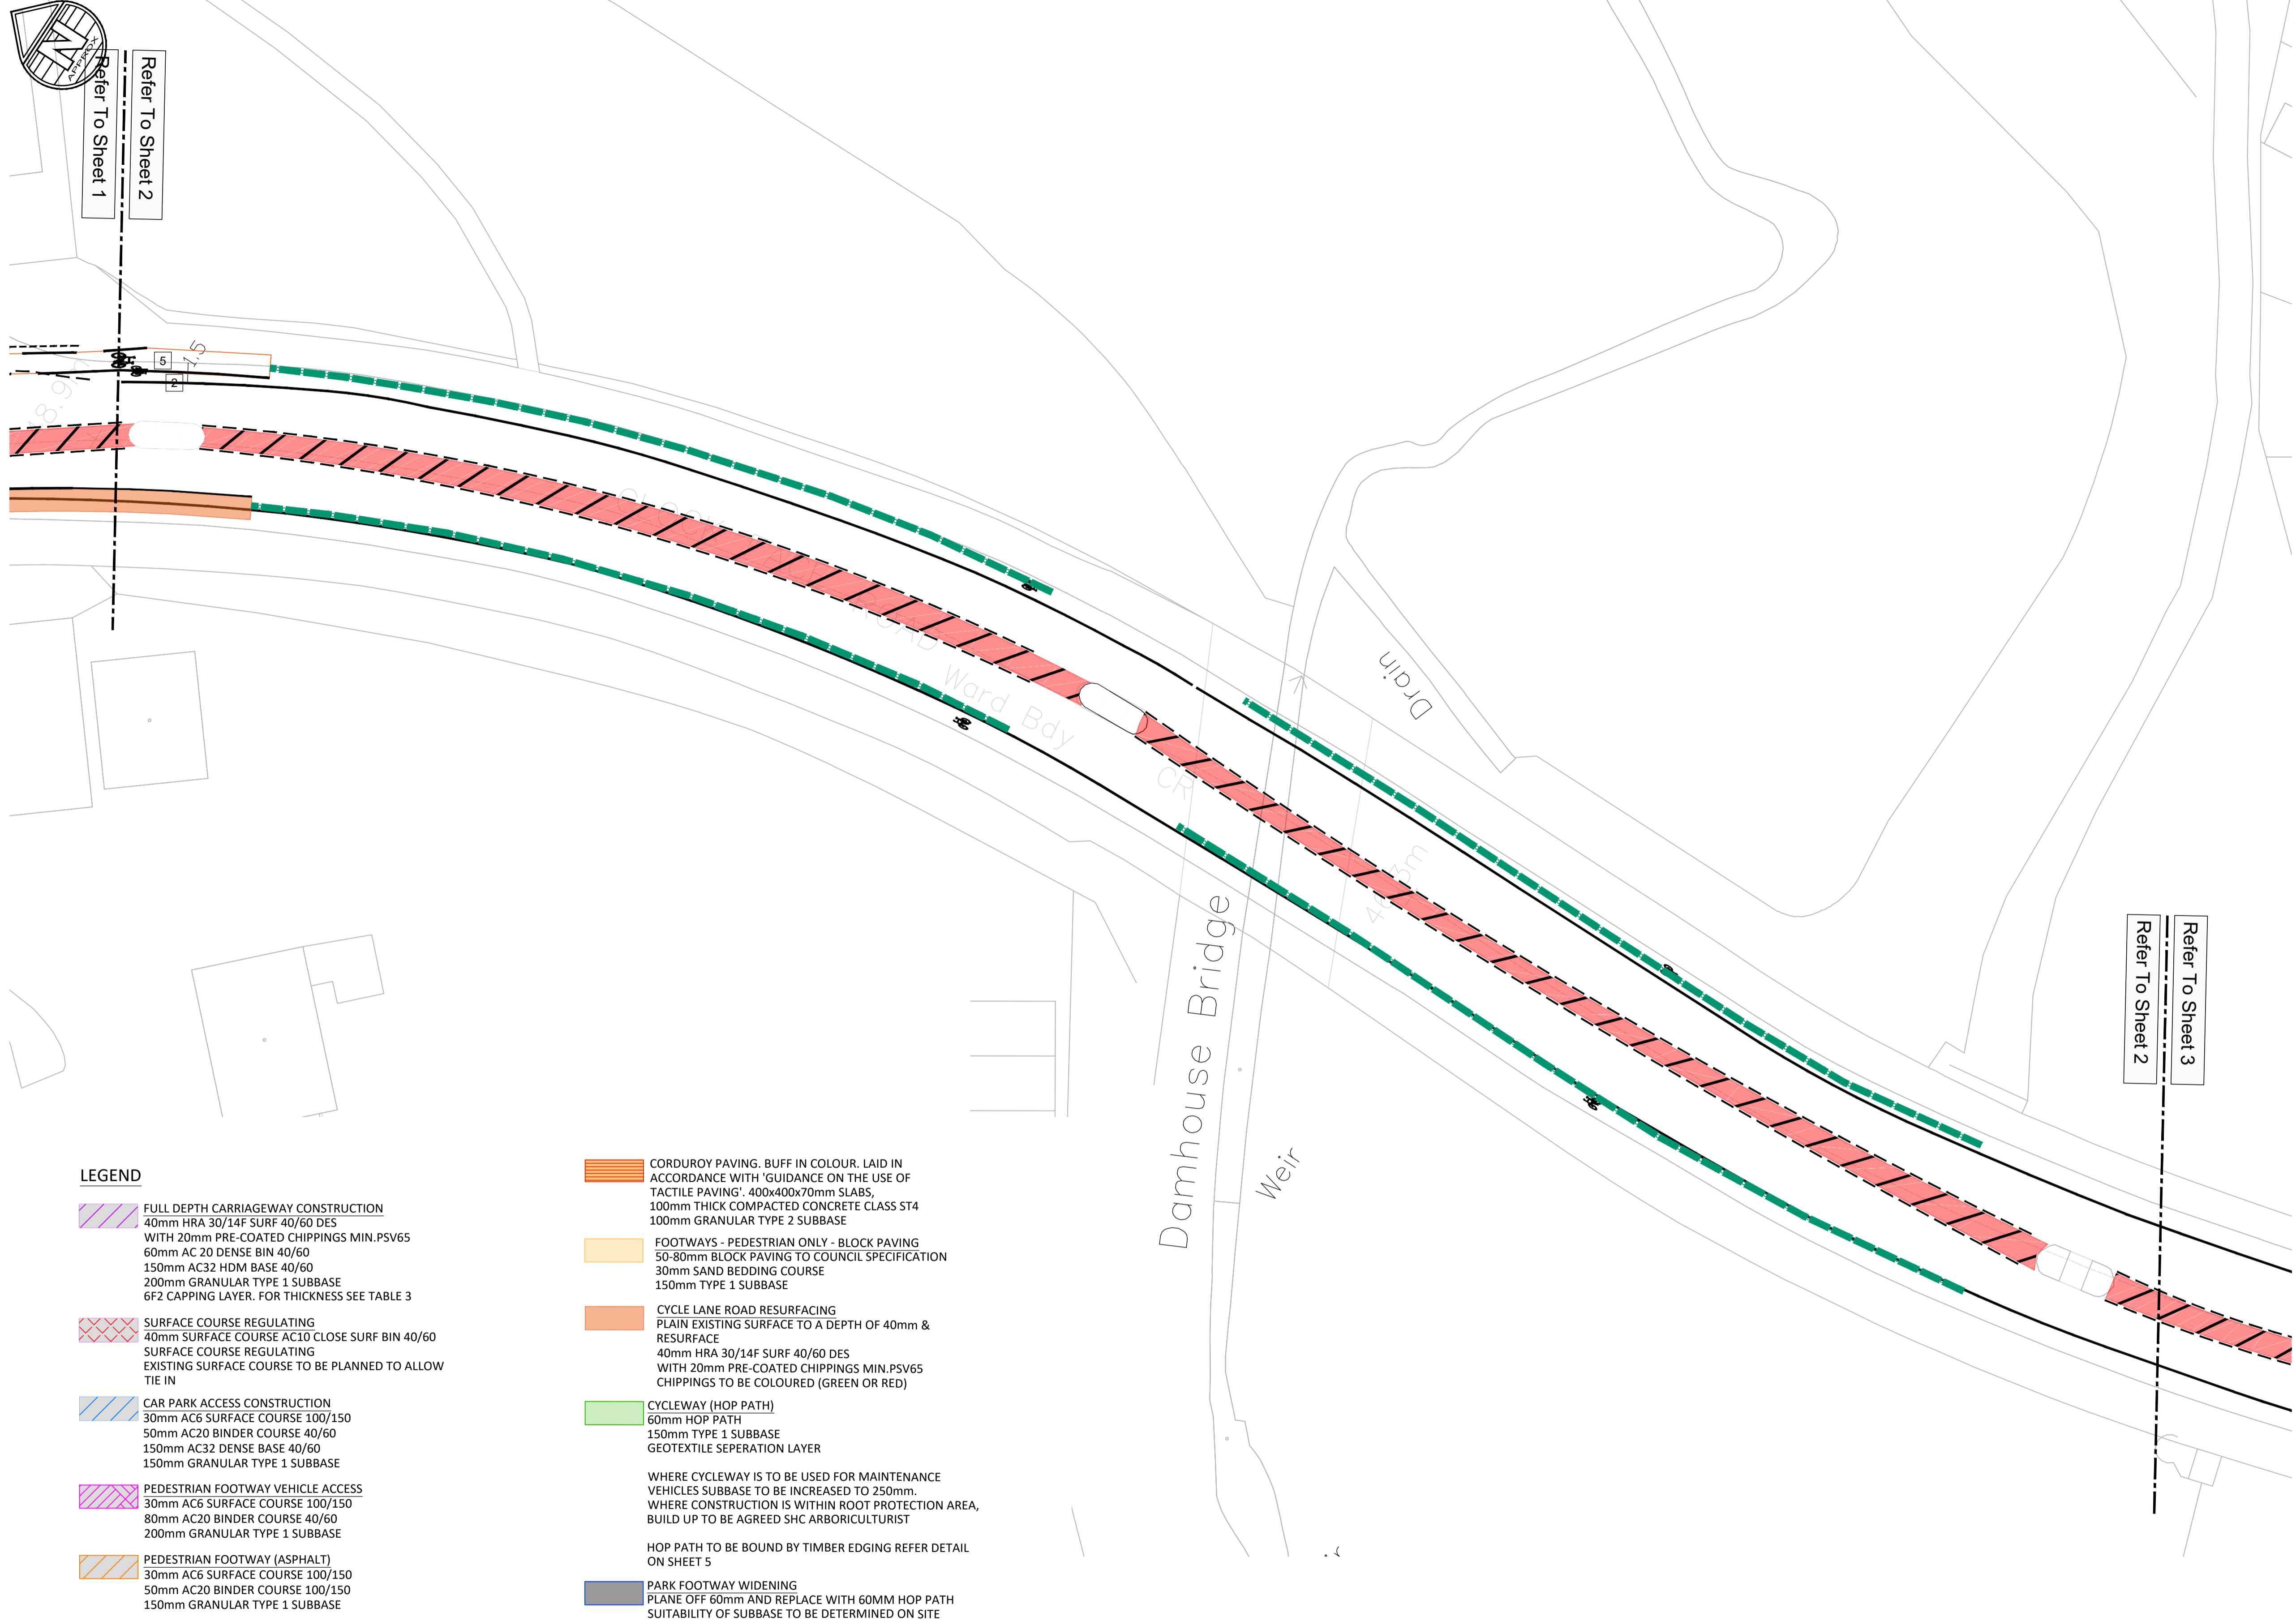 N
APPROX
Refer To Sheet 1
Refer To Sheet 2
5
1.5
2
Ward Bdy
CR
Drain
Damhouse Bridge
Weir
Refer To Sheet 2
Refer To Sheet 3
LEGEND
FULL DEPTH CARRIAGEWAY CONSTRUCTION
40mm HRA 30/14F SURF 40/60 DES
WITH 20mm PRE-COATED CHIPPINGS MIN.PSV65
60mm AC 20 DENSE BIN 40/60
150mm AC32 HDM BASE 40/60
200mm GRANULAR TYPE 1 SUBBASE
6F2 CAPPING LAYER. FOR THICKNESS SEE TABLE 3
SURFACE COURSE REGULATING
40mm SURFACE COURSE AC10 CLOSE SURF BIN 40/60
SURFACE COURSE REGULATING
EXISTING SURFACE COURSE TO BE PLANNED TO ALLOW
TIE IN
CAR PARK ACCESS CONSTRUCTION
30mm AC6 SURFACE COURSE 100/150
50mm AC20 BINDER COURSE 40/60
150mm AC32 DENSE BASE 40/60
150mm GRANULAR TYPE 1 SUBBASE
PEDESTRIAN FOOTWAY VEHICLE ACCESS
30mm AC6 SURFACE COURSE 100/150
80mm AC20 BINDER COURSE 40/60
200mm GRANULAR TYPE 1 SUBBASE
PEDESTRIAN FOOTWAY (ASPHALT)
30mm AC6 SURFACE COURSE 100/150
50mm AC20 BINDER COURSE 100/150
150mm GRANULAR TYPE 1 SUBBASE
CORDUROY PAVING. BUFF IN COLOUR. LAID IN
ACCORDANCE WITH 'GUIDANCE ON THE USE OF
TACTILE PAVING'. 400x400x70mm SLABS,
100mm THICK COMPACTED CONCRETE CLASS ST4
100mm GRANULAR TYPE 2 SUBBASE
FOOTWAYS - PEDESTRIAN ONLY - BLOCK PAVING
50-80mm BLOCK PAVING TO COUNCIL SPECIFICATION
30mm SAND BEDDING COURSE
150mm TYPE 1 SUBBASE
CYCLE LANE ROAD RESURFACING
PLAIN EXISTING SURFACE TO A DEPTH OF 40mm &
RESURFACE
40mm HRA 30/14F SURF 40/60 DES
WITH 20mm PRE-COATED CHIPPINGS MIN.PSV65
CHIPPINGS TO BE COLOURED (GREEN OR RED)
CYCLEWAY (HOP PATH)
60mm HOP PATH
150mm TYPE 1 SUBBASE
GEOTEXTILE SEPERATION LAYER
WHERE CYCLEWAY IS TO BE USED FOR MAINTENANCE
VEHICLES SUBBASE TO BE INCREASED TO 250mm.
WHERE CONSTRUCTION IS WITHIN ROOT PROTECTION AREA,
BUILD UP TO BE AGREED SHC ARBORICULTURIST
HOP PATH TO BE BOUND BY TIMBER EDGING REFER DETAIL
ON SHEET 5
PARK FOOTWAY WIDENING
PLANE OFF 60mm AND REPLACE WITH 60MM HOP PATH
SUITABILITY OF SUBBASE TO BE DETERMINED ON SITE